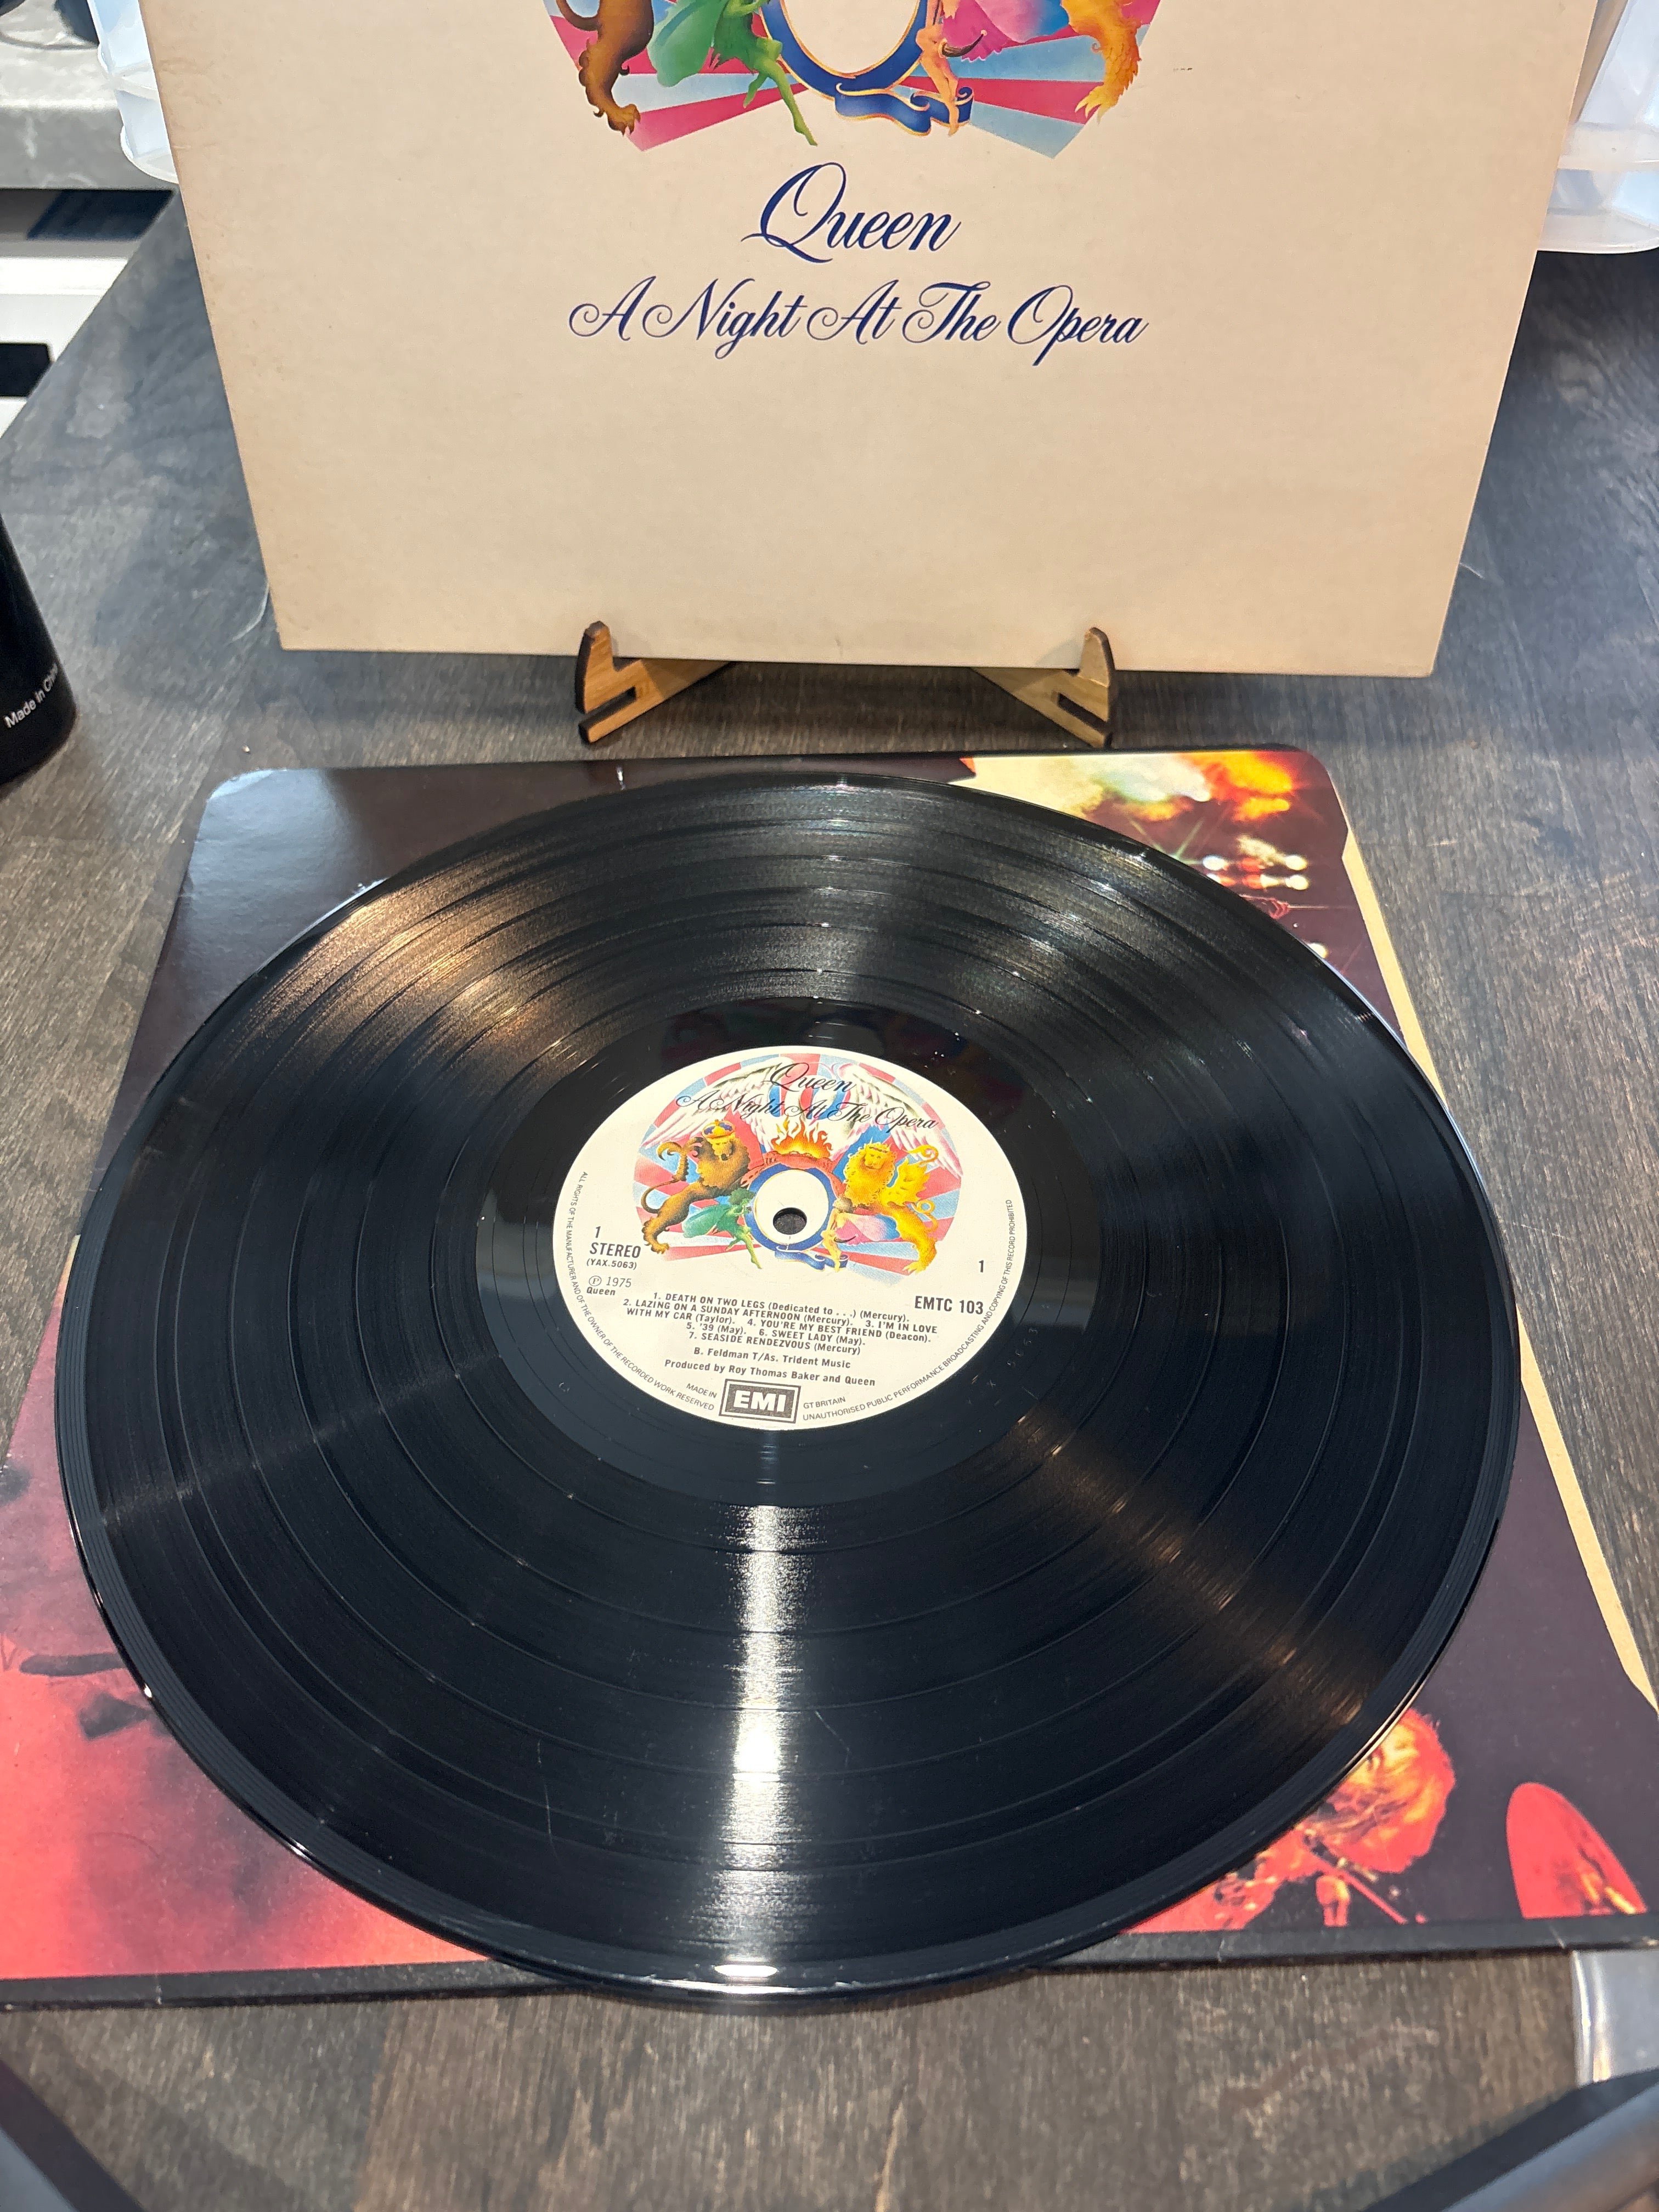 Queen
A Night At The Opera
Made in
Queen
A Night At The Opera
1
STEREO
(YAX.5063)
Ⓟ 1975
Queen
1
EMTC 103
1. DEATH ON TWO LEGS (Dedicated to . . .) (Mercury).
2. LAZING ON A SUNDAY AFTERNOON (Mercury). 3. I'M IN LOVE
WITH MY CAR (Taylor). 4. YOU'RE MY BEST FRIEND (Deacon).
5. '39 (May). 6. SWEET LADY (May).
7. SEASIDE RENDEZVOUS (Mercury)
B. Feldman T/As. Trident Music
Produced by Roy Thomas Baker and Queen
MADE IN
EMI
GT BRITAIN
ALL RIGHTS OF THE MANUFACTURER AND OF THE OWNER OF THE RECORDED WORK RESERVED
UNAUTHORISED PUBLIC PERFORMANCE BROADCASTING AND COPYING OF THIS RECORD PROHIBITED